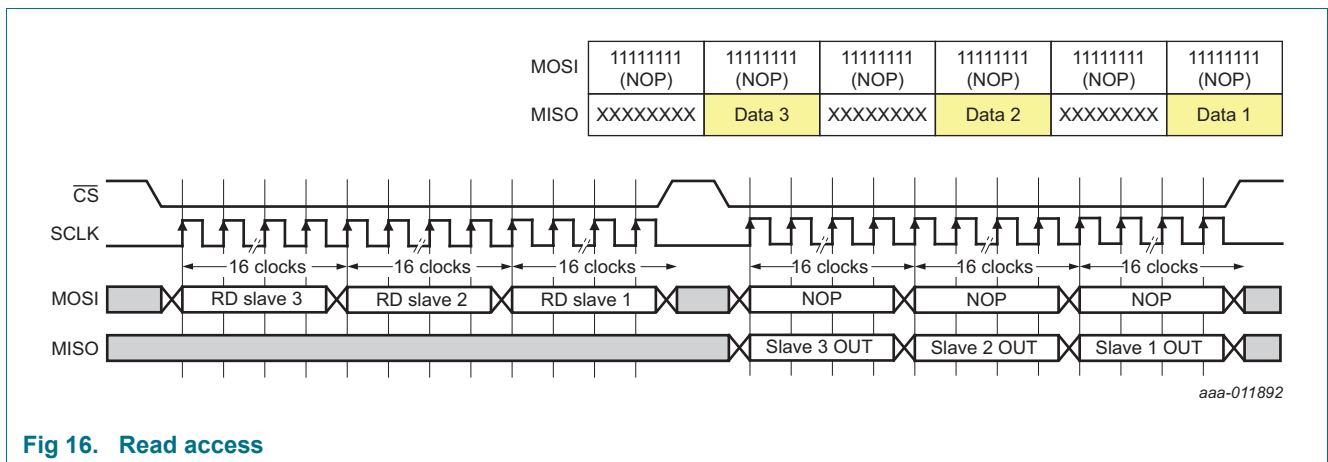 MOSI 11111111 (NOP) 11111111 (NOP) 11111111 (NOP) 11111111 (NOP) 11111111 (NOP) 11111111 (NOP)
MISO XXXXXXXX Data 3 XXXXXXXX Data 2 XXXXXXXX Data 1
CS
SCLK
16 clocks 16 clocks 16 clocks 16 clocks 16 clocks 16 clocks
MOSI RD slave 3 RD slave 2 RD slave 1 NOP NOP NOP
MISO Slave 3 OUT Slave 2 OUT Slave 1 OUT
aaa-011892
Fig 16. Read access